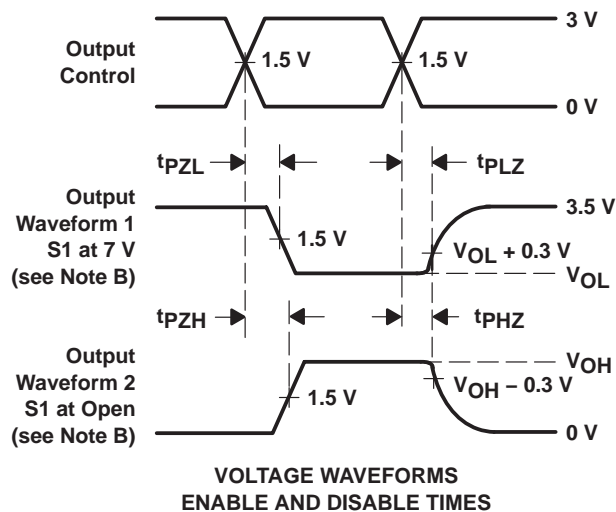 3 V
Output
Control
1.5 V
1.5 V
0 V
tPZL
tPLZ
Output
Waveform 1
S1 at 7 V
(see Note B)
3.5 V
1.5 V
VOL + 0.3 V
VOL
tPZH
tPHZ
Output
Waveform 2
S1 at Open
(see Note B)
VOH
1.5 V
VOH – 0.3 V
0 V
VOLTAGE WAVEFORMS
ENABLE AND DISABLE TIMES